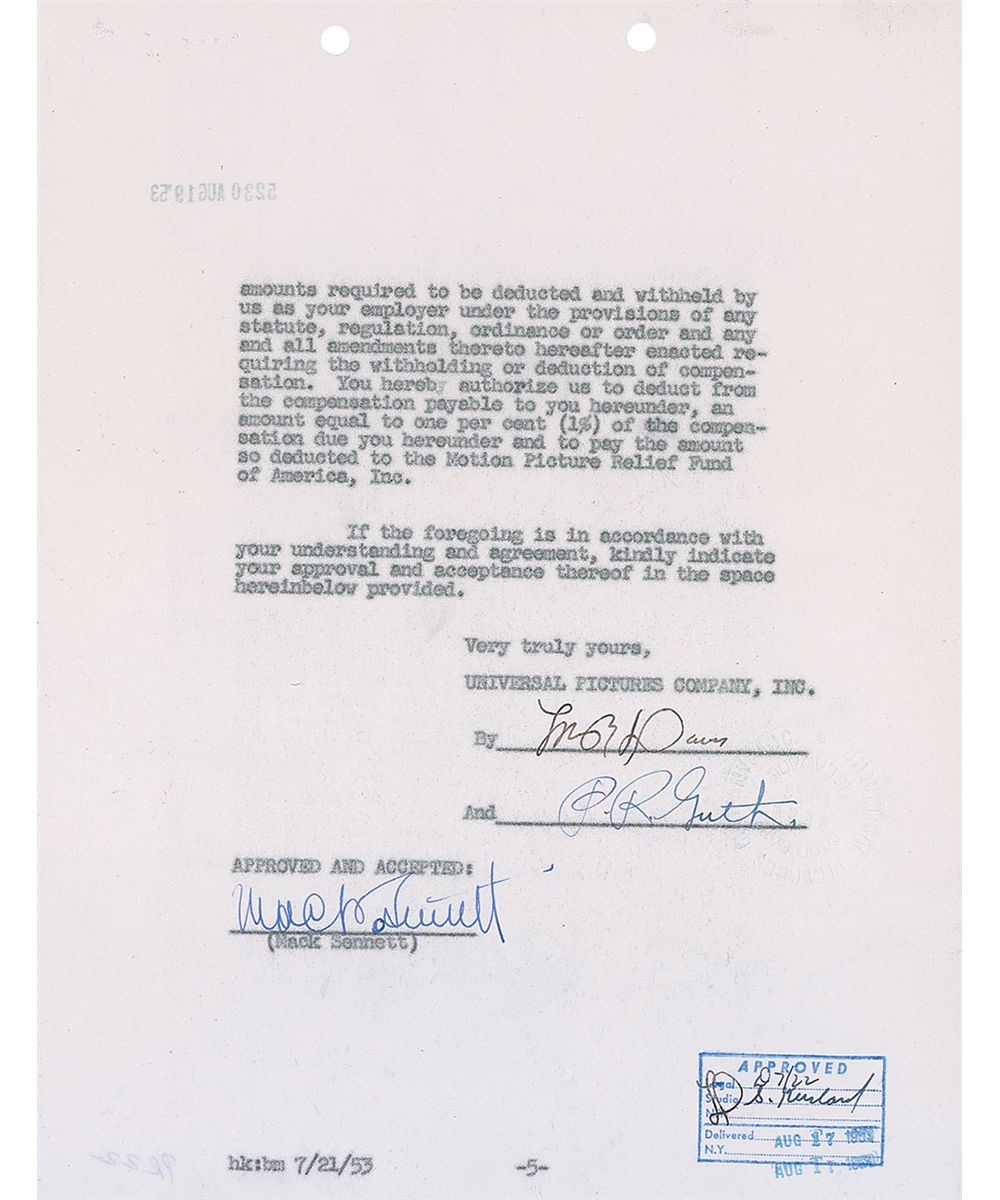 5230 AUG 19 '53
amounts required to be deducted and withheld by
us as your employer under the provisions of any
statute, regulation, ordinance or order and any
and all amendments thereto hereafter enacted re-
quiring the withholding or deduction of compen-
sation. You hereby authorize us to deduct from
the compensation payable to you hereunder, an
amount equal to one per cent (1%) of the compen-
sation due you hereunder and to pay the amount
so deducted to the Motion Picture Relief Fund
of America, Inc.
If the foregoing is in accordance with
your understanding and agreement, kindly indicate
your approval and acceptance thereof in the space
hereinbelow provided.
Very truly yours,
UNIVERSAL PICTURES COMPANY, INC.
By Davis
And
APPROVED AND ACCEPTED:
Mack Sennett
(Mack Sennett)
APPROVED
Legal 7/22
Studio
Delivered AUG 17
N.Y. AUG 17
hk:bm 7/21/53
-5-